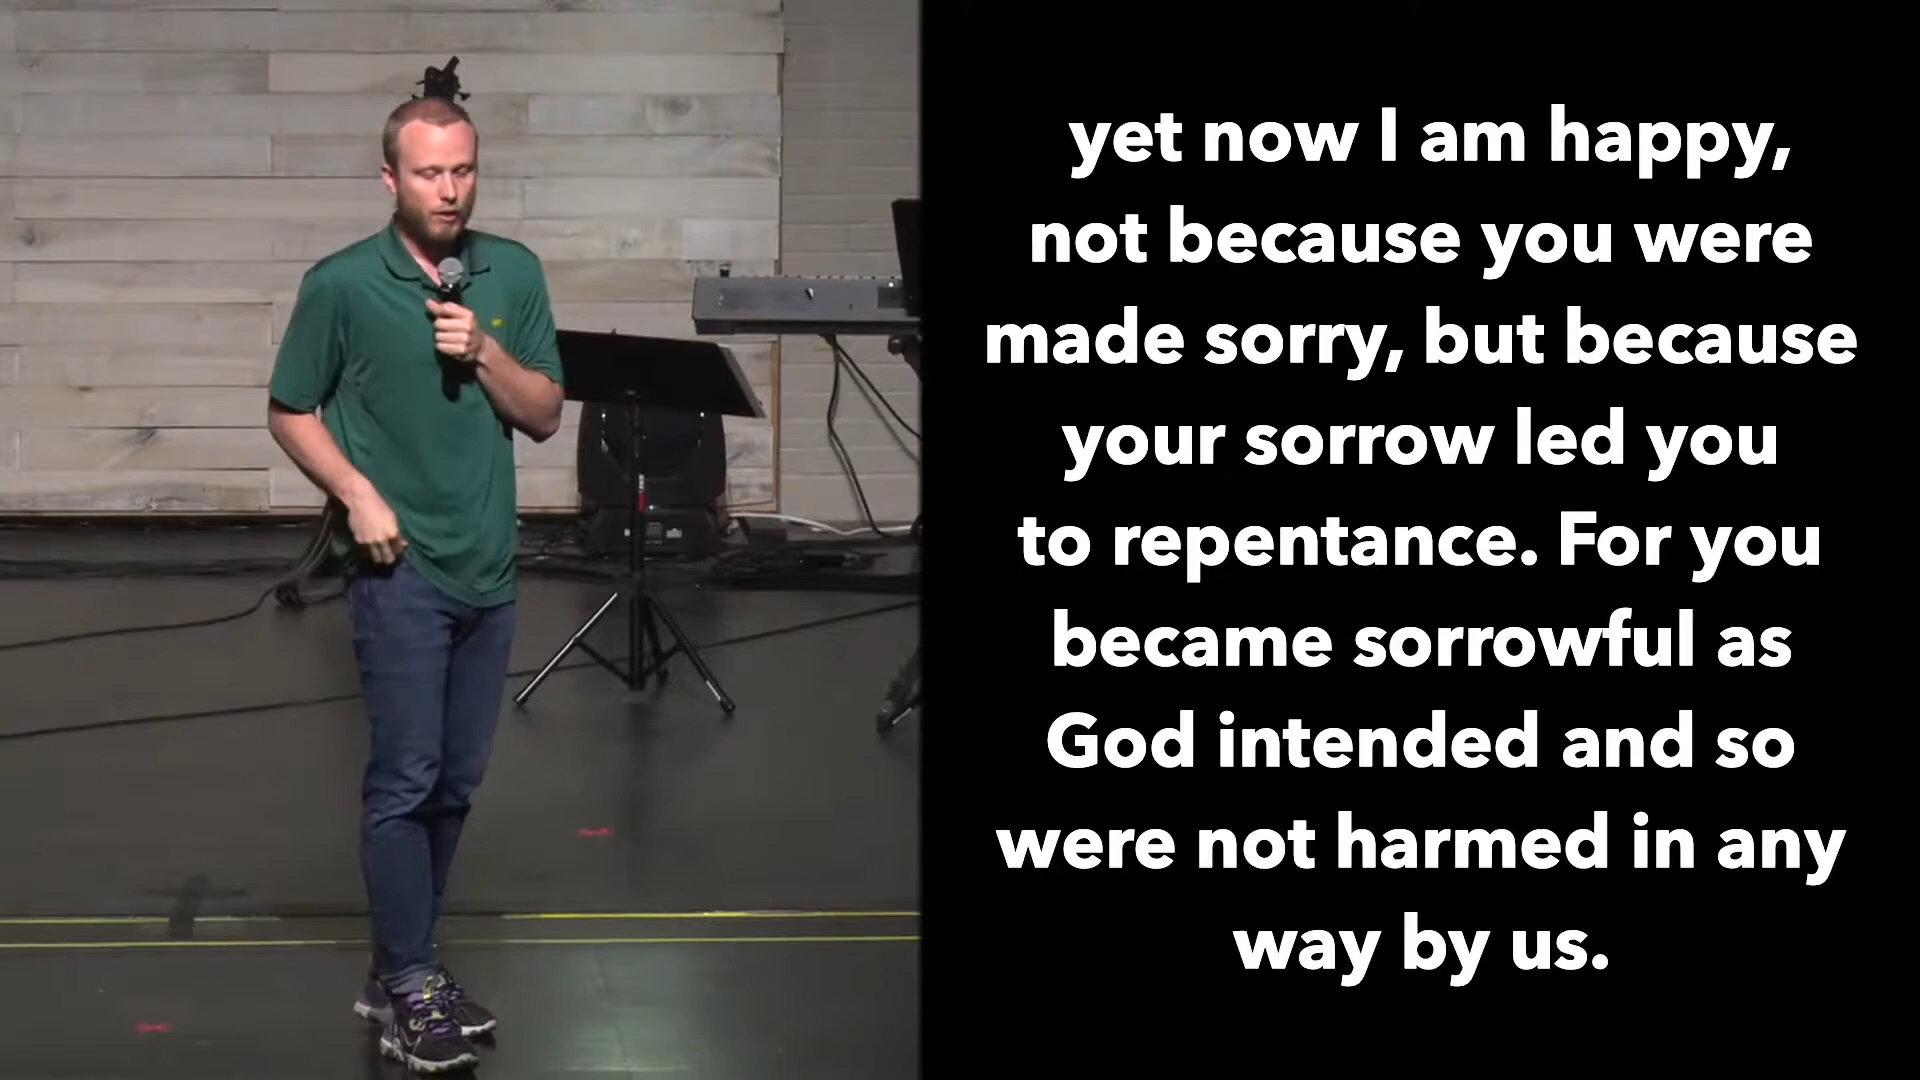 yet now I am happy,
not because you were
made sorry, but because
your sorrow led you
to repentance. For you
became sorrowful as
God intended and so
were not harmed in any
way by us.